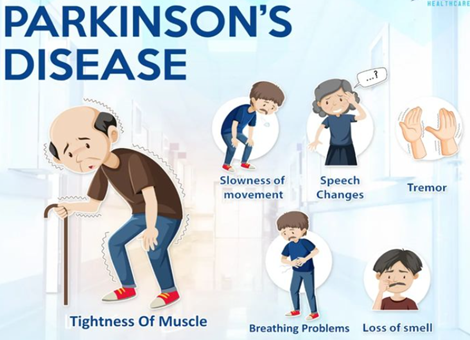 HEALTHCARE
PARKINSON'S
DISEASE
...?
Slowness of
movement
Speech
Changes
Tremor
Tightness Of Muscle
Breathing Problems
Loss of smell